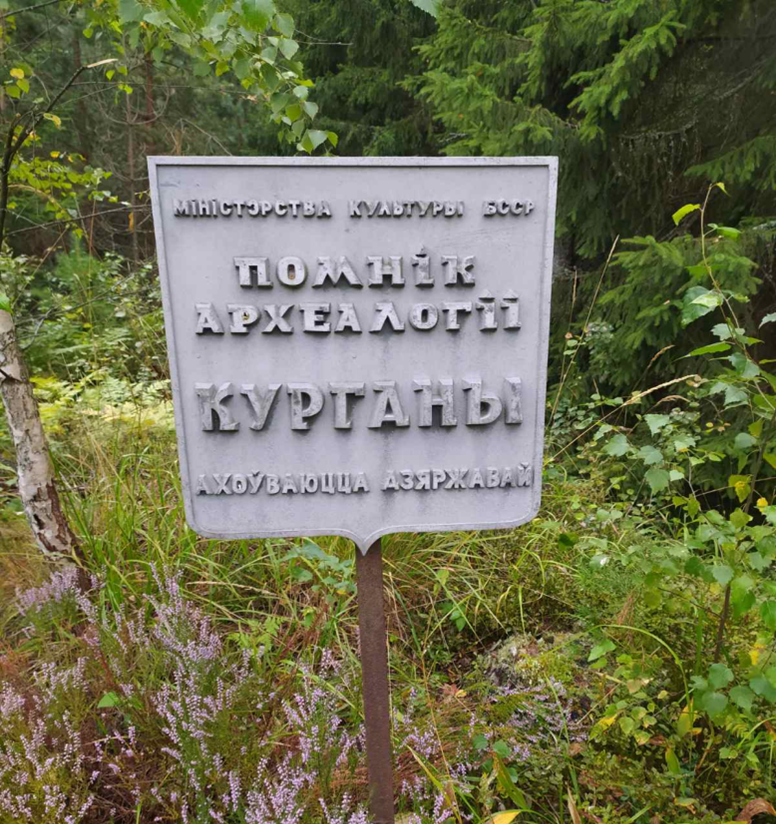 МІНІСТЭРСТВА КУЛЬТУРЫ БССР
ПОМНІК
АРХЕАЛОГІІ
КУРГАНЫ
АХОЎВАЮЦЦА ДЗЯРЖАВАЙ